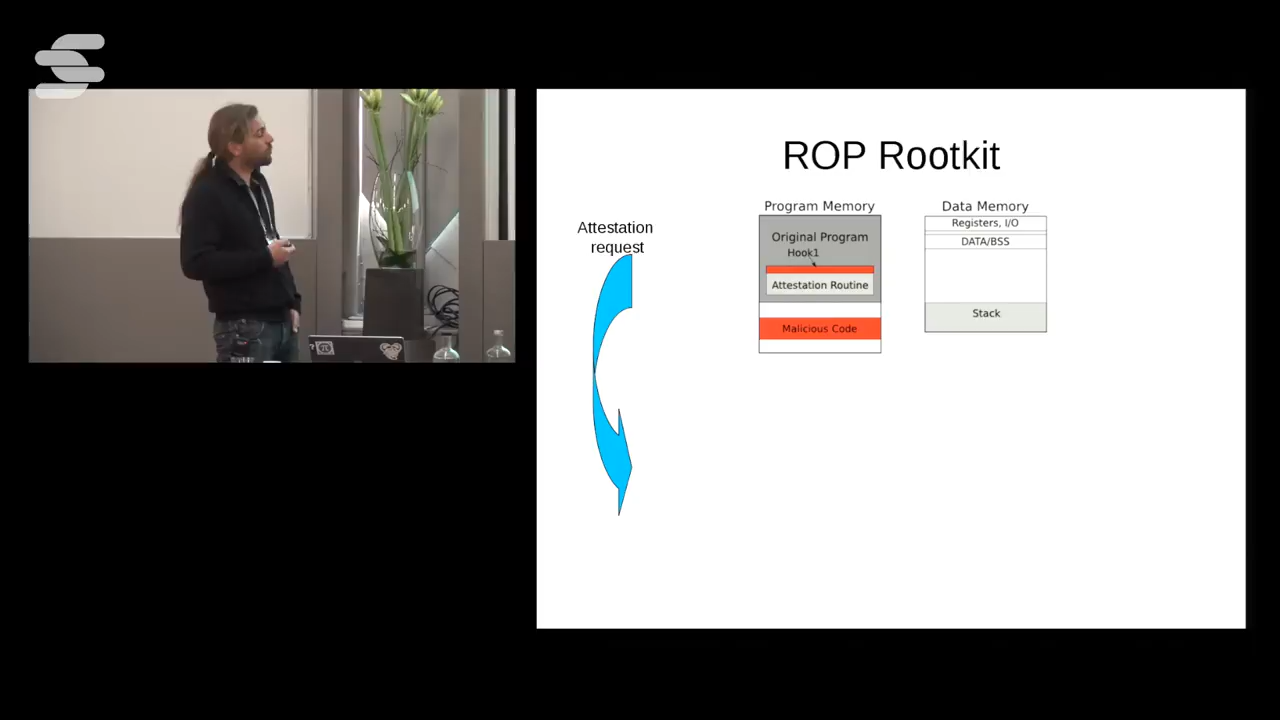 ROP Rootkit
Attestation
request
Program Memory
Original Program
Hook1
Attestation Routine
Malicious Code
Data Memory
Registers, I/O
DATA/BSS
Stack